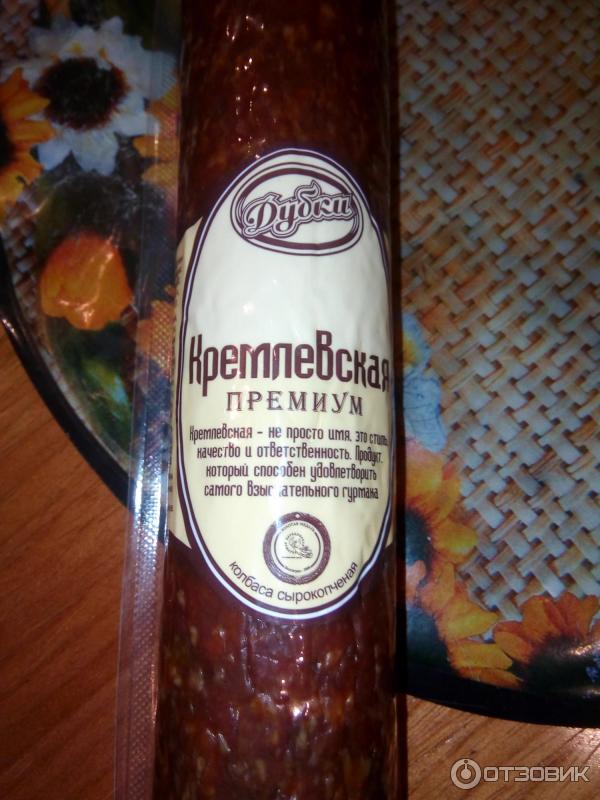 Дубки
Кремлевская
ПРЕМИУМ
Кремлевская - не просто имя, это стиль,
качество и ответственность. Продукт,
который способен удовлетворить
самого взыскательного гурмана
колбаса сырокопченая
ОТЗОВИК